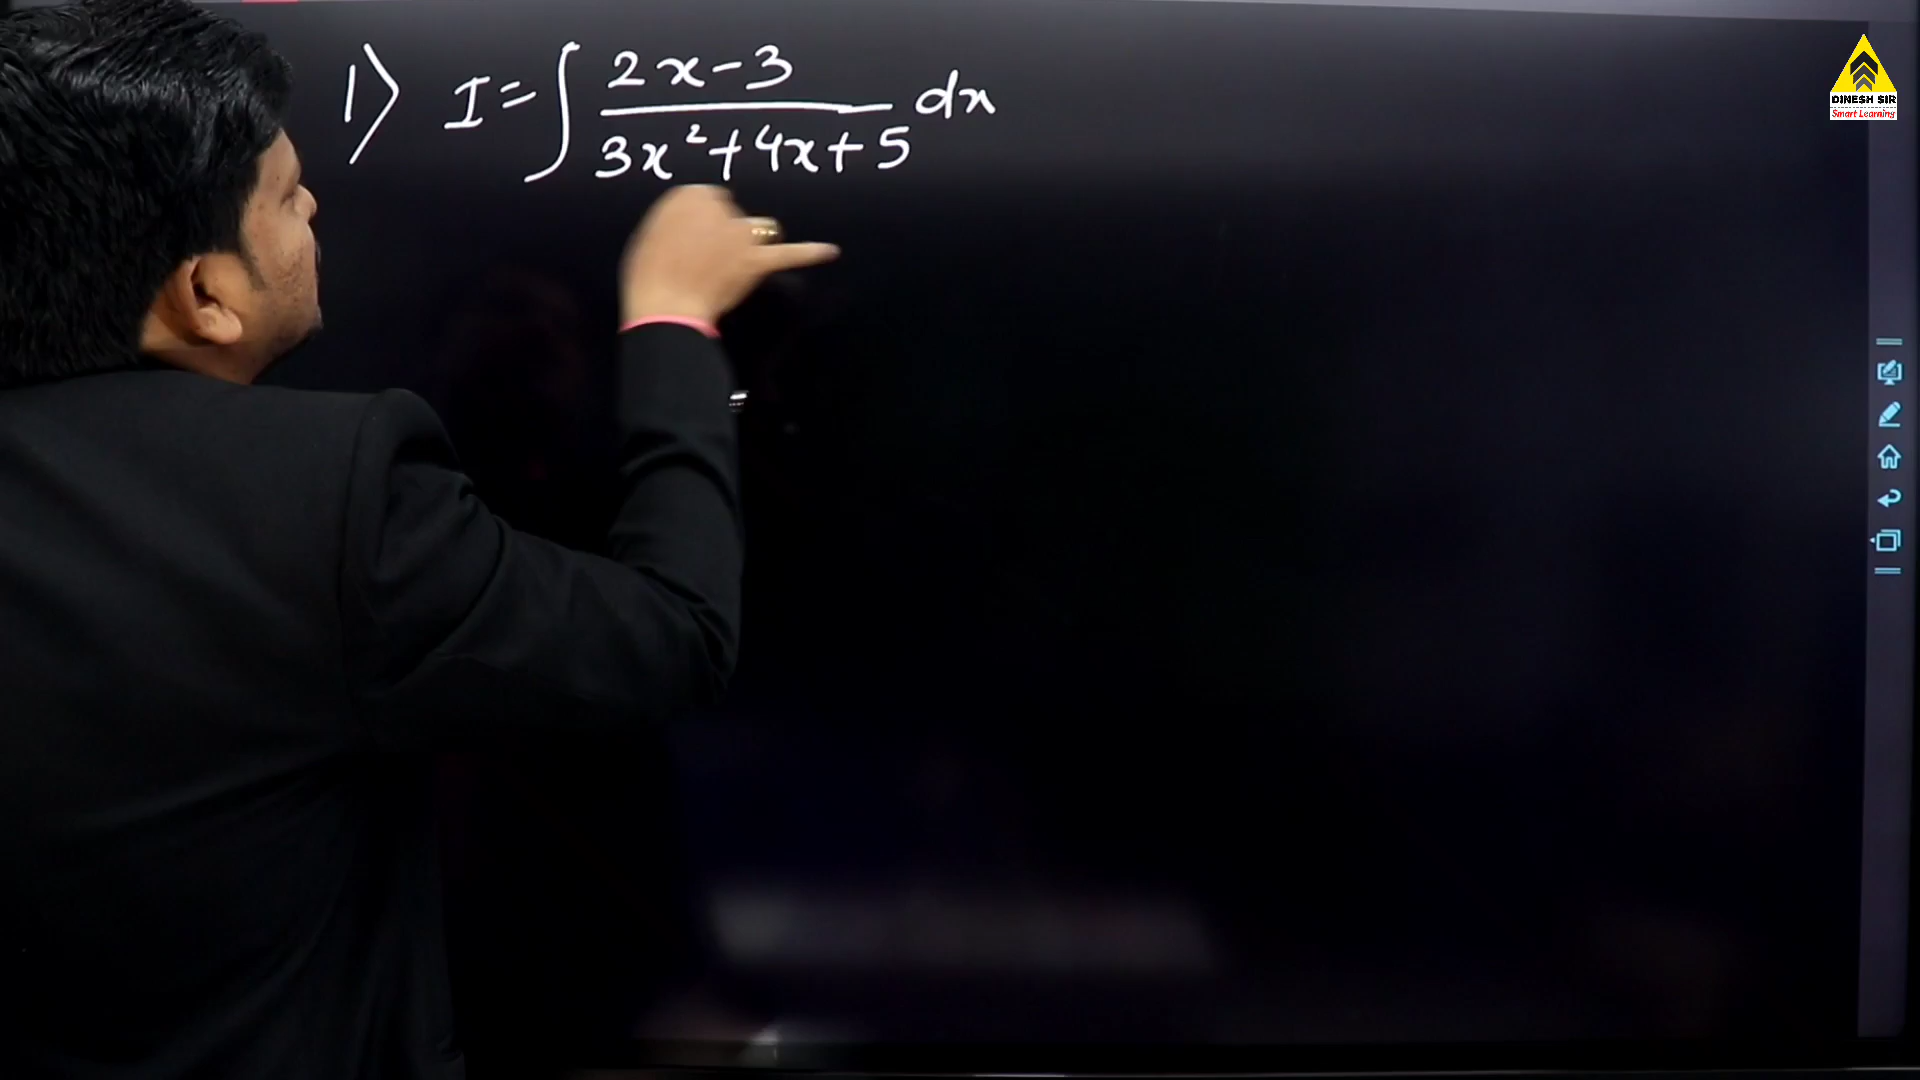 1) I = ∫ (2x-3)/(3x²+4x+5) dx
DINESH SIR
Smart Learning